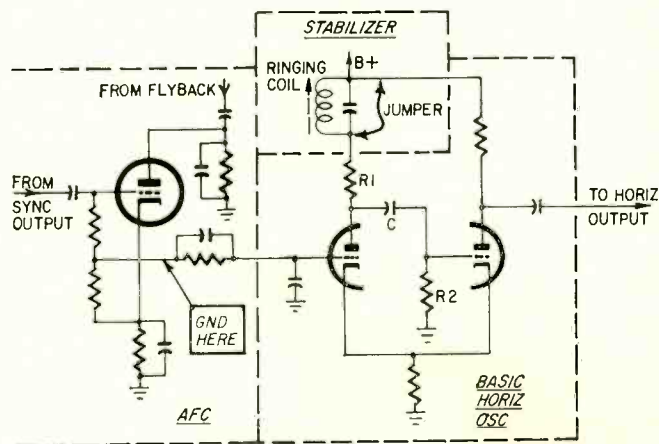 STABILIZER
B+
RINGING
COIL
JUMPER
FROM FLYBACK
FROM
SYNC
OUTPUT
R1
C
TO HORIZ
OUTPUT
R2
GND
HERE
AFC
BASIC
HORIZ
OSC